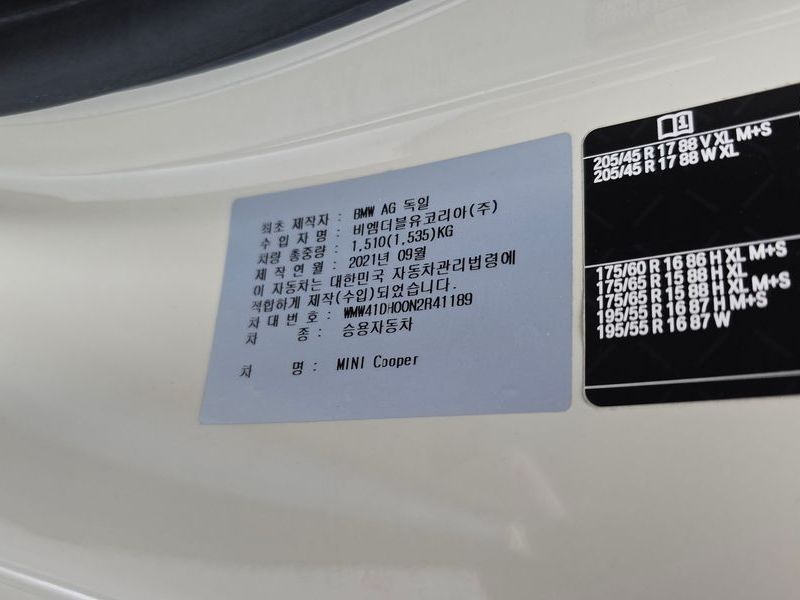 최초 제작자 : BMW AG 독일
수 입 자 명 : 비엠더블유코리아(주)
차량 총중량 : 1,510(1,535)KG
제 작 연 월 : 2021년 09월
이 자동차는 대한민국 자동차관리법령에
적합하게 제작(수입)되었습니다.
차 대 번 호 : WMW41DH00N2R41189
차 종 : 승용자동차
차 명 : MINI Cooper
1
205/45 R 17 88 V XL M+S
205/45 R 17 88 W XL
175/60 R 16 86 H XL M+S
175/65 R 15 88 H XL
175/65 R 15 88 H XL M+S
195/55 R 16 87 H M+S
195/55 R 16 87 W